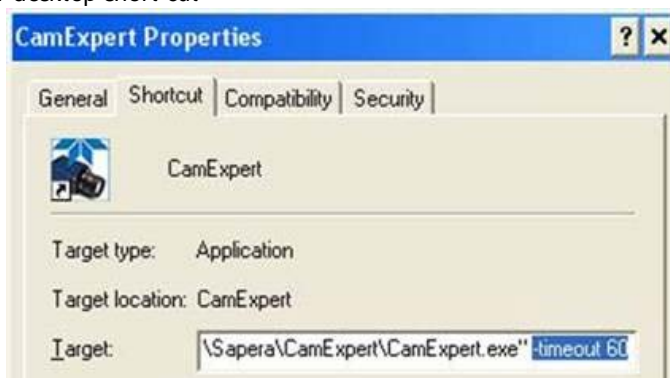 desktop short cut
CamExpert Properties
General Shortcut Compatibility Security
CamExpert
Target type: Application
Target location: CamExpert
Target: \Sapera\CamExpert\CamExpert.exe" -timeout 60